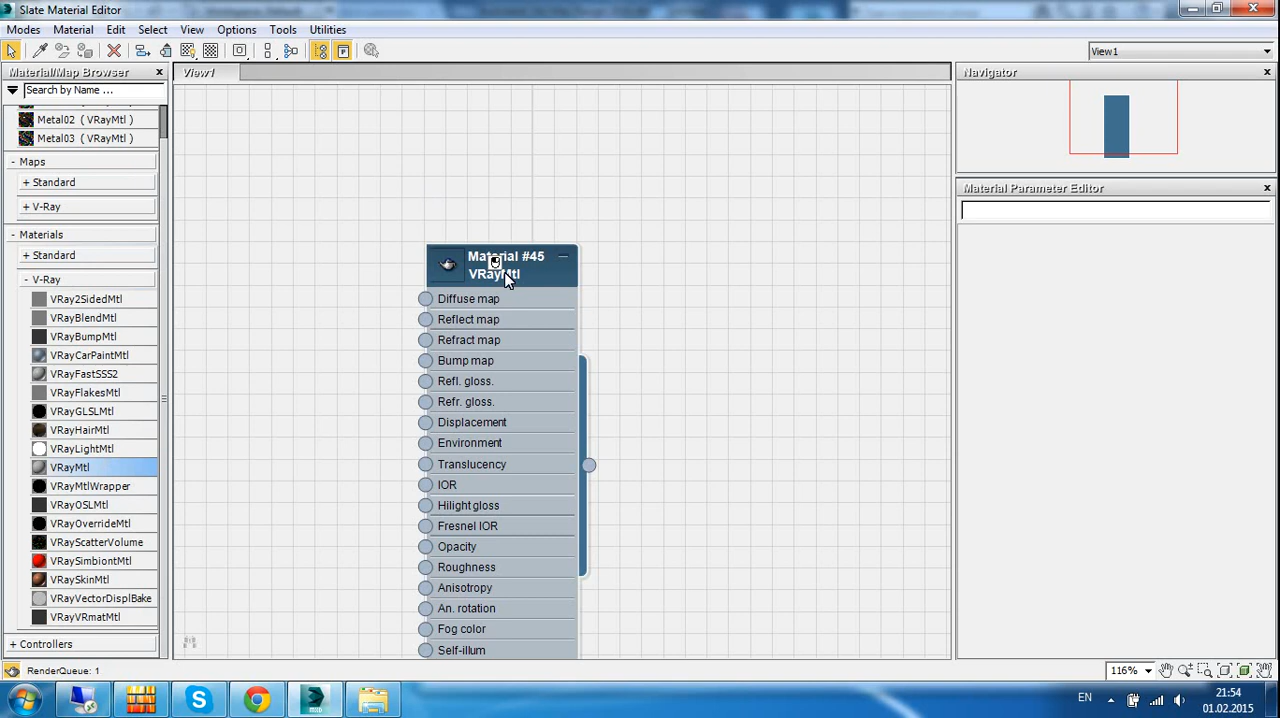 Slate Material Editor
Modes Material Edit Select View Options Tools Utilities
View1
Material/Map Browser
View1
Navigator
Search by Name ...
Metal02 ( VRayMtl )
Metal03 ( VRayMtl )
- Maps
+ Standard
+ V-Ray
- Materials
+ Standard
- V-Ray
VRay2SidedMtl
VRayBlendMtl
VRayBumpMtl
VRayCarPaintMtl
VRayFastSSS2
VRayFlakesMtl
VRayGLSLMtl
VRayHairMtl
VRayLightMtl
VRayMtl
VRayMtlWrapper
VRayOSLMtl
VRayOverrideMtl
VRayScatterVolume
VRaySimbiontMtl
VRaySkinMtl
VRayVectorDisplBake
VRayVRmatMtl
+ Controllers
Material #45
VRayMtl
Diffuse map
Reflect map
Refract map
Bump map
Refl. gloss.
Refr. gloss.
Displacement
Environment
Translucency
IOR
Hilight gloss
Fresnel IOR
Opacity
Roughness
Anisotropy
An. rotation
Fog color
Self-illum
Material Parameter Editor
RenderQueue: 1
116%
EN
21:54
01.02.2015